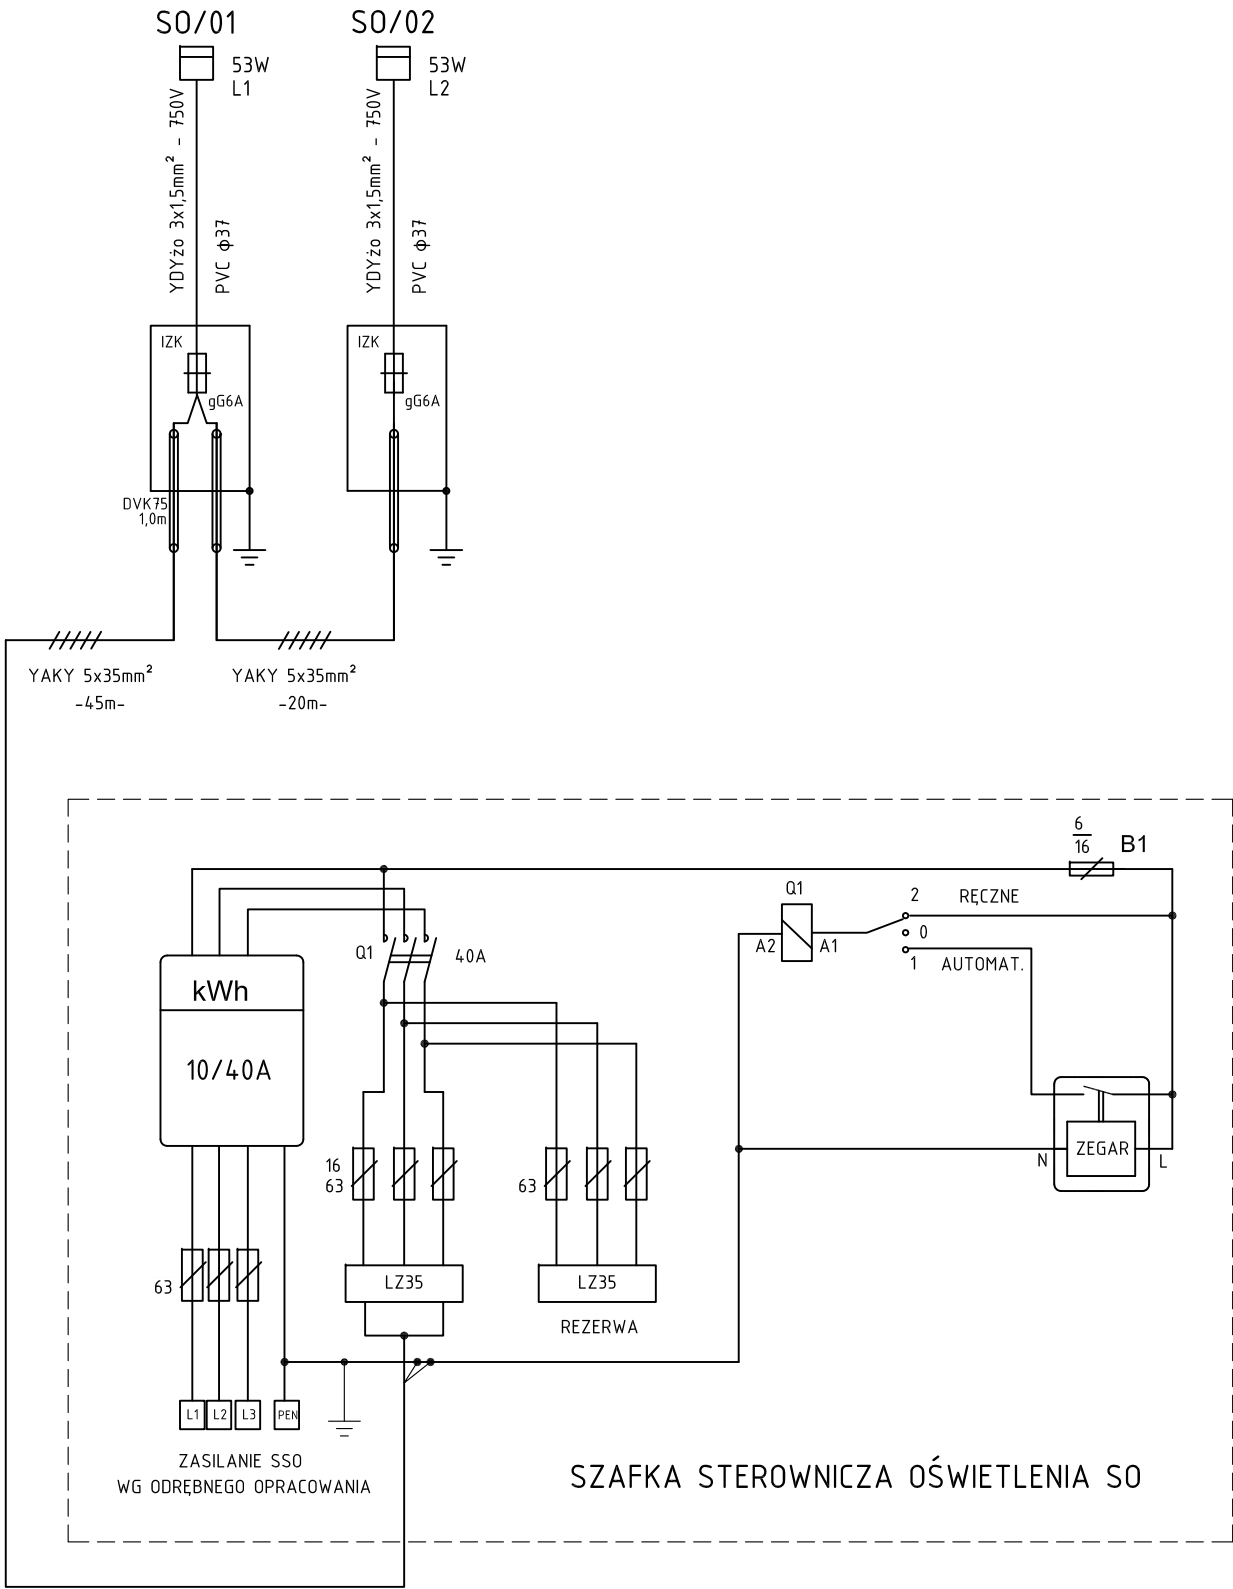 SO/01
SO/02
53W
L1
53W
L2
YDYżo 3x1,5mm² - 750V
PVC ϕ37
YDYżo 3x1,5mm² - 750V
PVC ϕ37
IZK
gG6A
IZK
gG6A
DVK75
1,0m
YAKY 5x35mm²
-45m-
YAKY 5x35mm²
-20m-
6
16
B1
Q1
2
RĘCZNE
A2
A1
0
1
AUTOMAT.
Q1
40A
kWh
10/40A
16
63
63
ZEGAR
N
L
63
LZ35
LZ35
REZERWA
L1
L2
L3
PEN
ZASILANIE SSO
WG ODRĘBNEGO OPRACOWANIA
SZAFKA STEROWNICZA OŚWIETLENIA SO